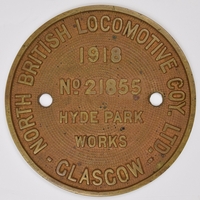 NORTH BRITISH LOCOMOTIVE COY. LTD.
1918
No 21855
HYDE PARK
WORKS
GLASGOW